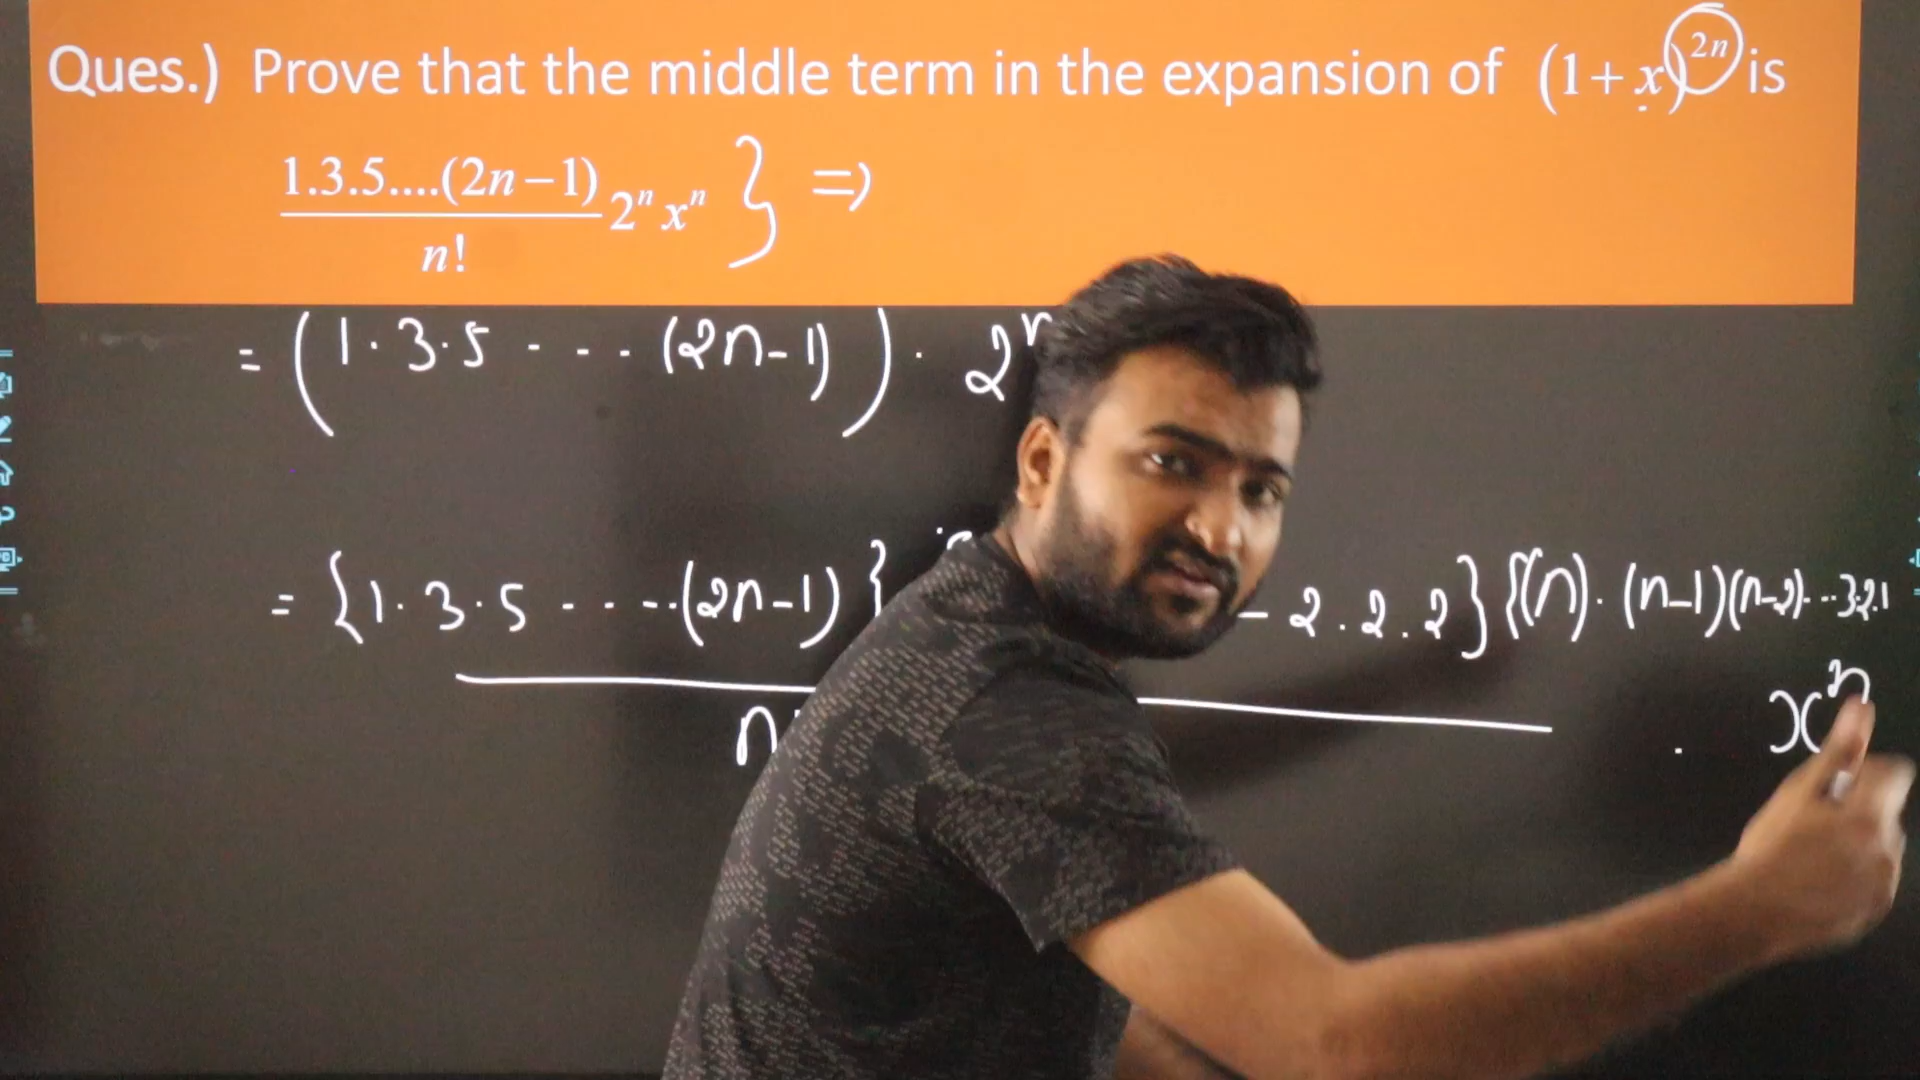 Ques.) Prove that the middle term in the expansion of (1+x)^2n is
1.3.5....(2n−1)/n! 2^n x^n } ⇒
= (1·3·5 - - - · (2n-1)) · 2^n
= {1·3·5 - - - - · (2n-1)} - 2.2.2} {(n)·(n-1)(n-2)·--3.2.1
n . x^n